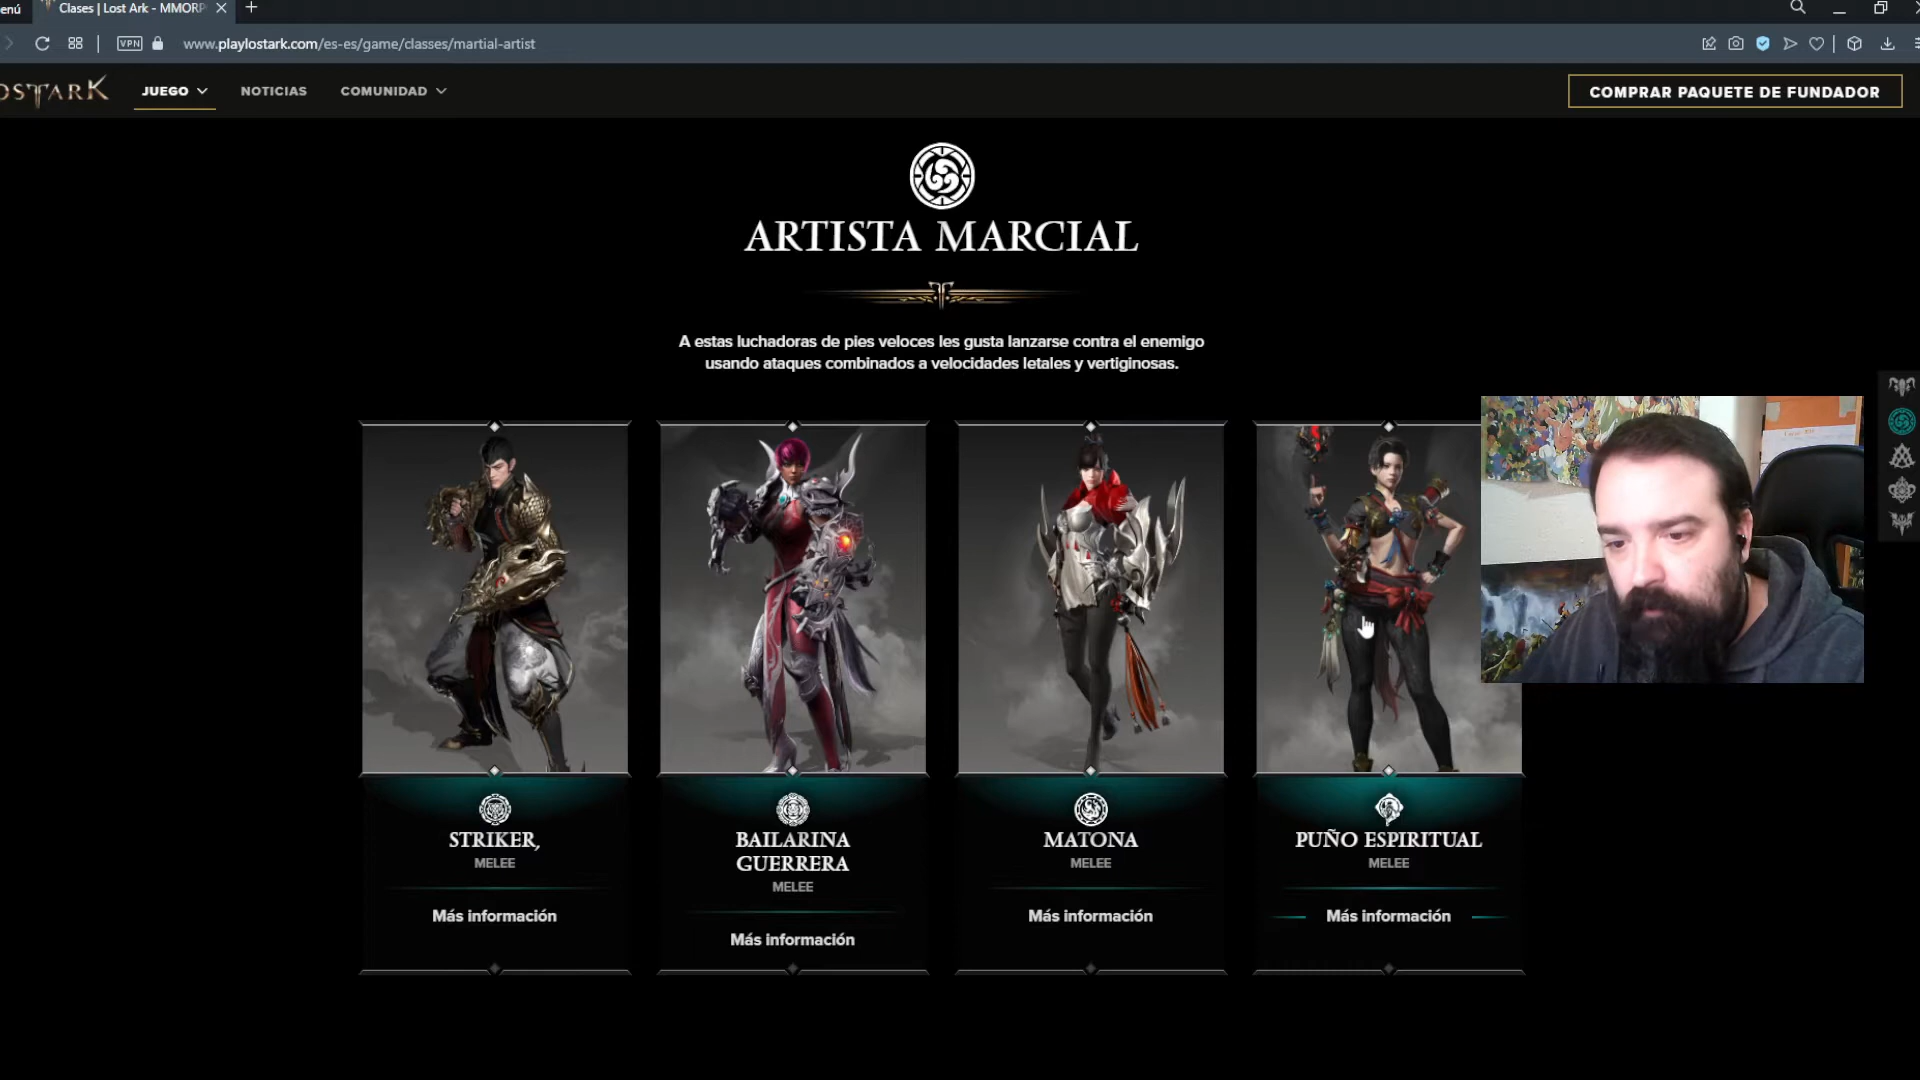 enú
Clases | Lost Ark - MMORP
VPN
www.playlostark.com/es-es/game/classes/martial-artist
OSTARK
JUEGO
NOTICIAS
COMUNIDAD
COMPRAR PAQUETE DE FUNDADOR
ARTISTA MARCIAL
A estas luchadoras de pies veloces les gusta lanzarse contra el enemigo
usando ataques combinados a velocidades letales y vertiginosas.
STRIKER,
MELEE
Más información
BAILARINA
GUERRERA
MELEE
Más información
MATONA
MELEE
Más información
PUÑO ESPIRITUAL
MELEE
Más información